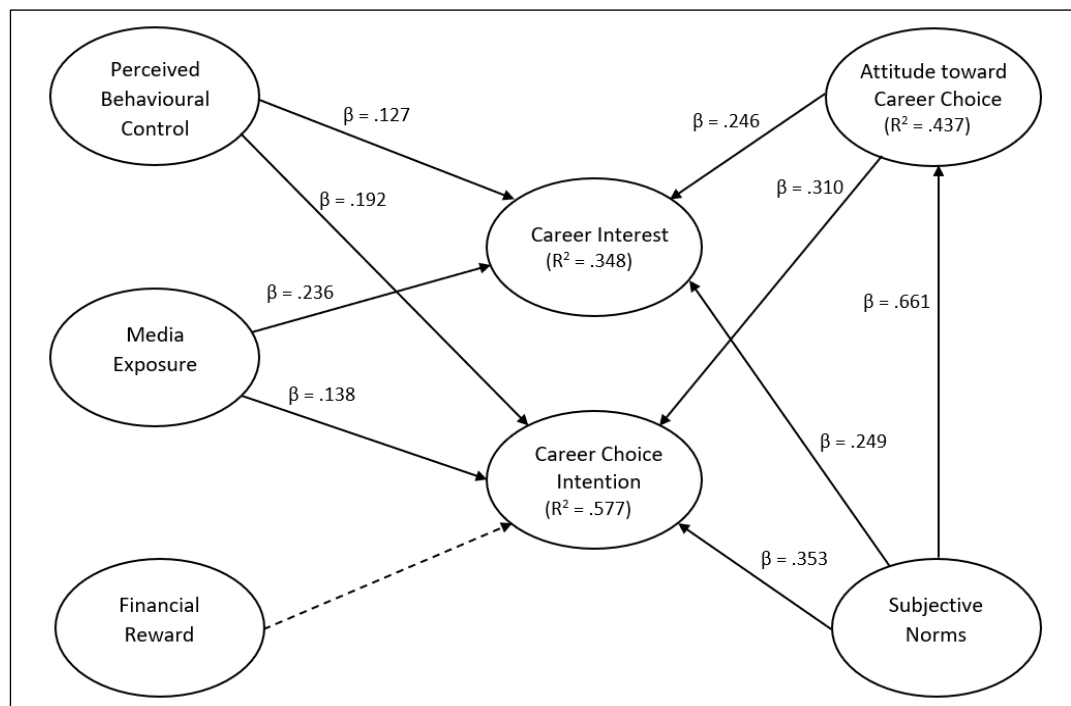 Perceived
Behavioural
Control
Attitude toward
Career Choice
(R² = .437)
β = .127
β = .246
β = .192
β = .310
Career Interest
(R² = .348)
β = .236
β = .661
Media
Exposure
β = .138
β = .249
Career Choice
Intention
(R² = .577)
β = .353
Financial
Reward
Subjective
Norms